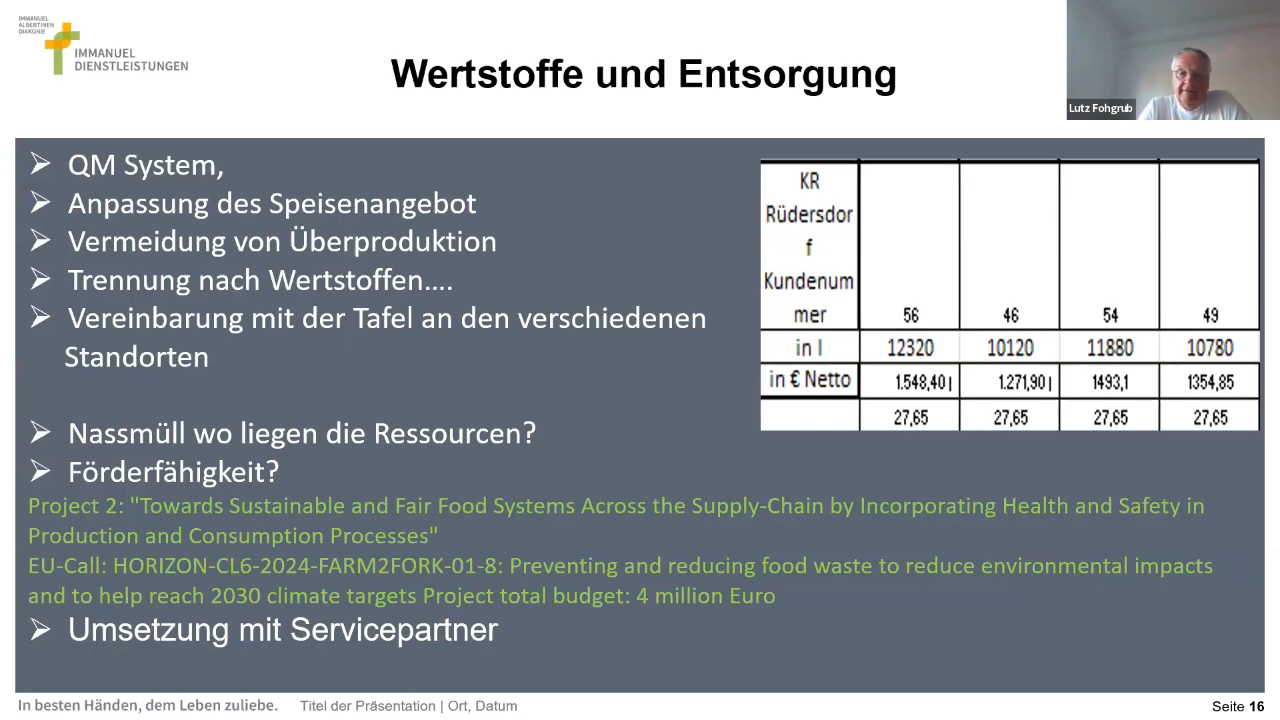 IMMANUEL
ALBERTINEN
DIAKONIE
IMMANUEL
DIENSTLEISTUNGEN
Wertstoffe und Entsorgung
Lutz Fohgrub
QM System,
Anpassung des Speisenangebot
Vermeidung von Überproduktion
Trennung nach Wertstoffen....
Vereinbarung mit der Tafel an den verschiedenen
Standorten
KR
Rüdersdor
f
Kundenum
mer 56 46 54 49
in l 12320 10120 11880 10780
in € Netto 1.548,40 | 1.271,90 | 1493,1 1354,85
27,65 27,65 27,65 27,65
Nassmüll wo liegen die Ressourcen?
Förderfähigkeit?
Project 2: "Towards Sustainable and Fair Food Systems Across the Supply-Chain by Incorporating Health and Safety in
Production and Consumption Processes"
EU-Call: HORIZON-CL6-2024-FARM2FORK-01-8: Preventing and reducing food waste to reduce environmental impacts
and to help reach 2030 climate targets Project total budget: 4 million Euro
Umsetzung mit Servicepartner
In besten Händen, dem Leben zuliebe. Titel der Präsentation | Ort, Datum Seite 16